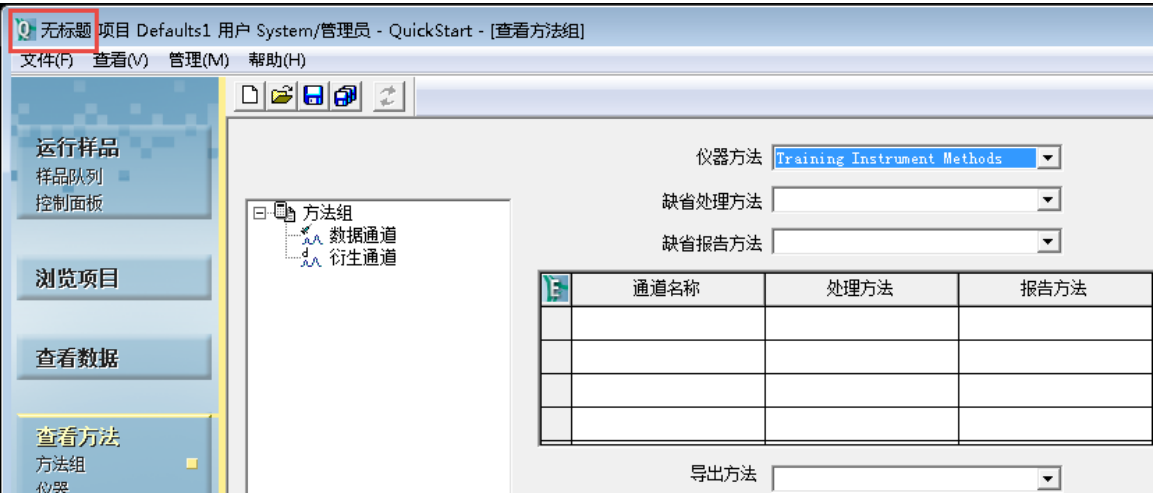 无标题 项目 Defaults1 用户 System/管理员 - QuickStart - [查看方法组]
文件(F) 查看(V) 管理(M) 帮助(H)
运行样品
样品队列
控制面板
浏览项目
查看数据
查看方法
方法组
仪器
方法组
数据通道
衍生通道
仪器方法 Training Instrument Methods
缺省处理方法
缺省报告方法
通道名称 处理方法 报告方法
导出方法